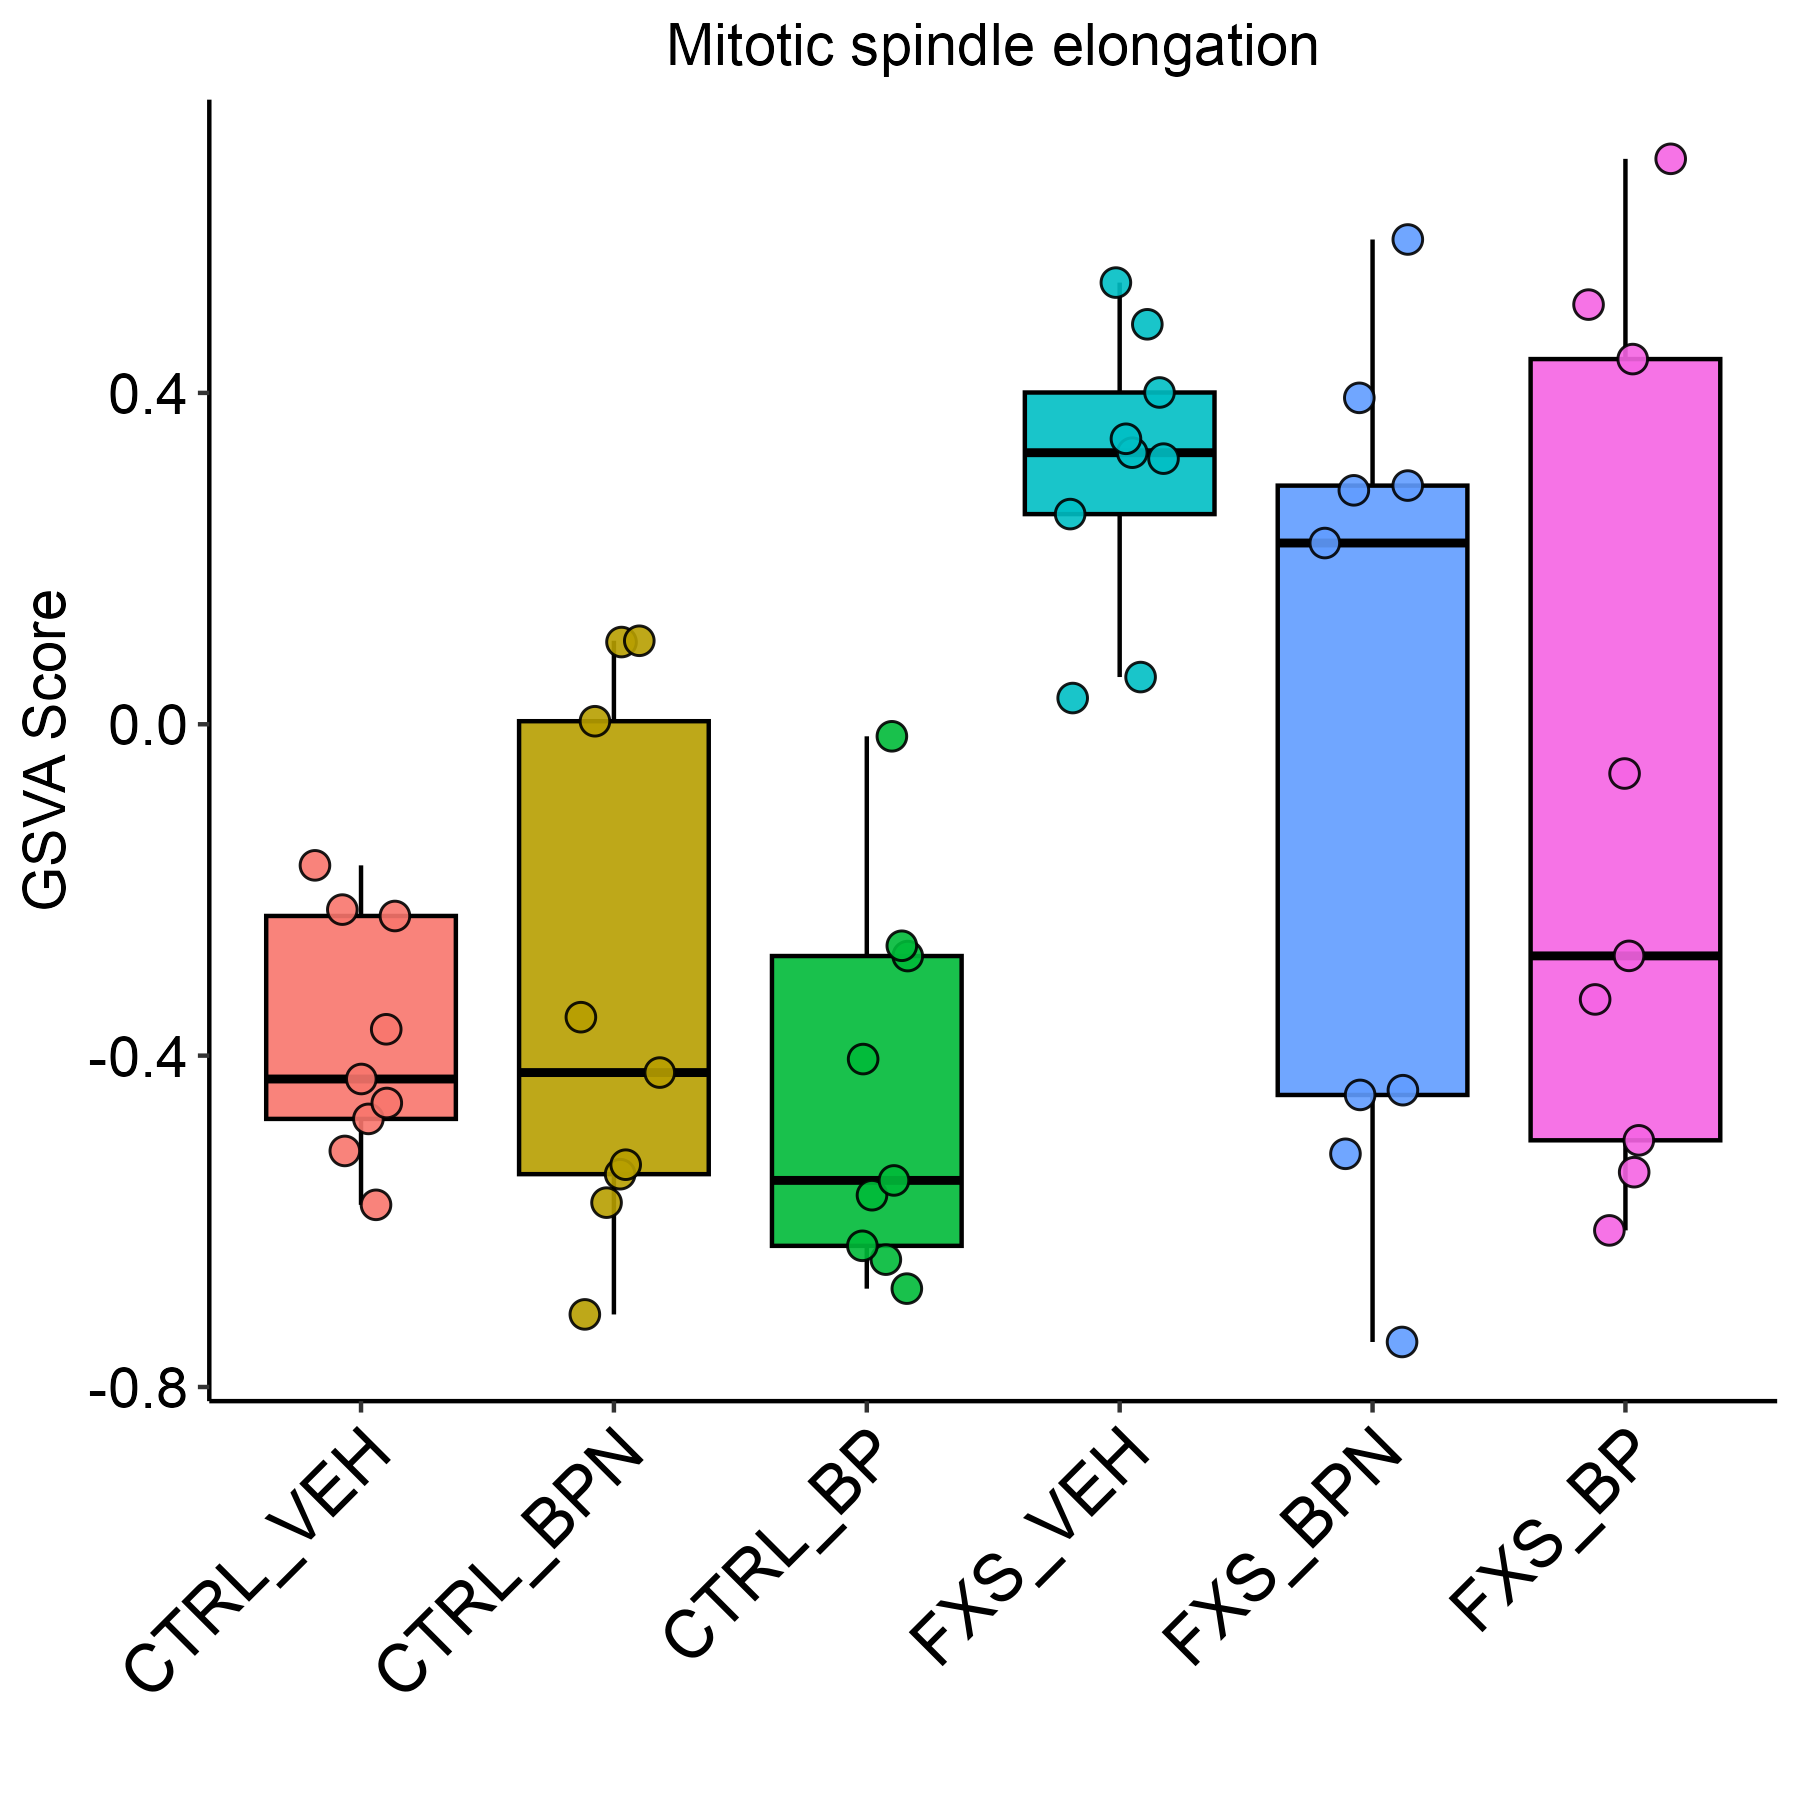 Mitotic spindle elongation
GSVA Score
0.4
0.0
-0.4
-0.8
CTRL_VEH
CTRL_BPN
CTRL_BP
FXS_VEH
FXS_BPN
FXS_BP